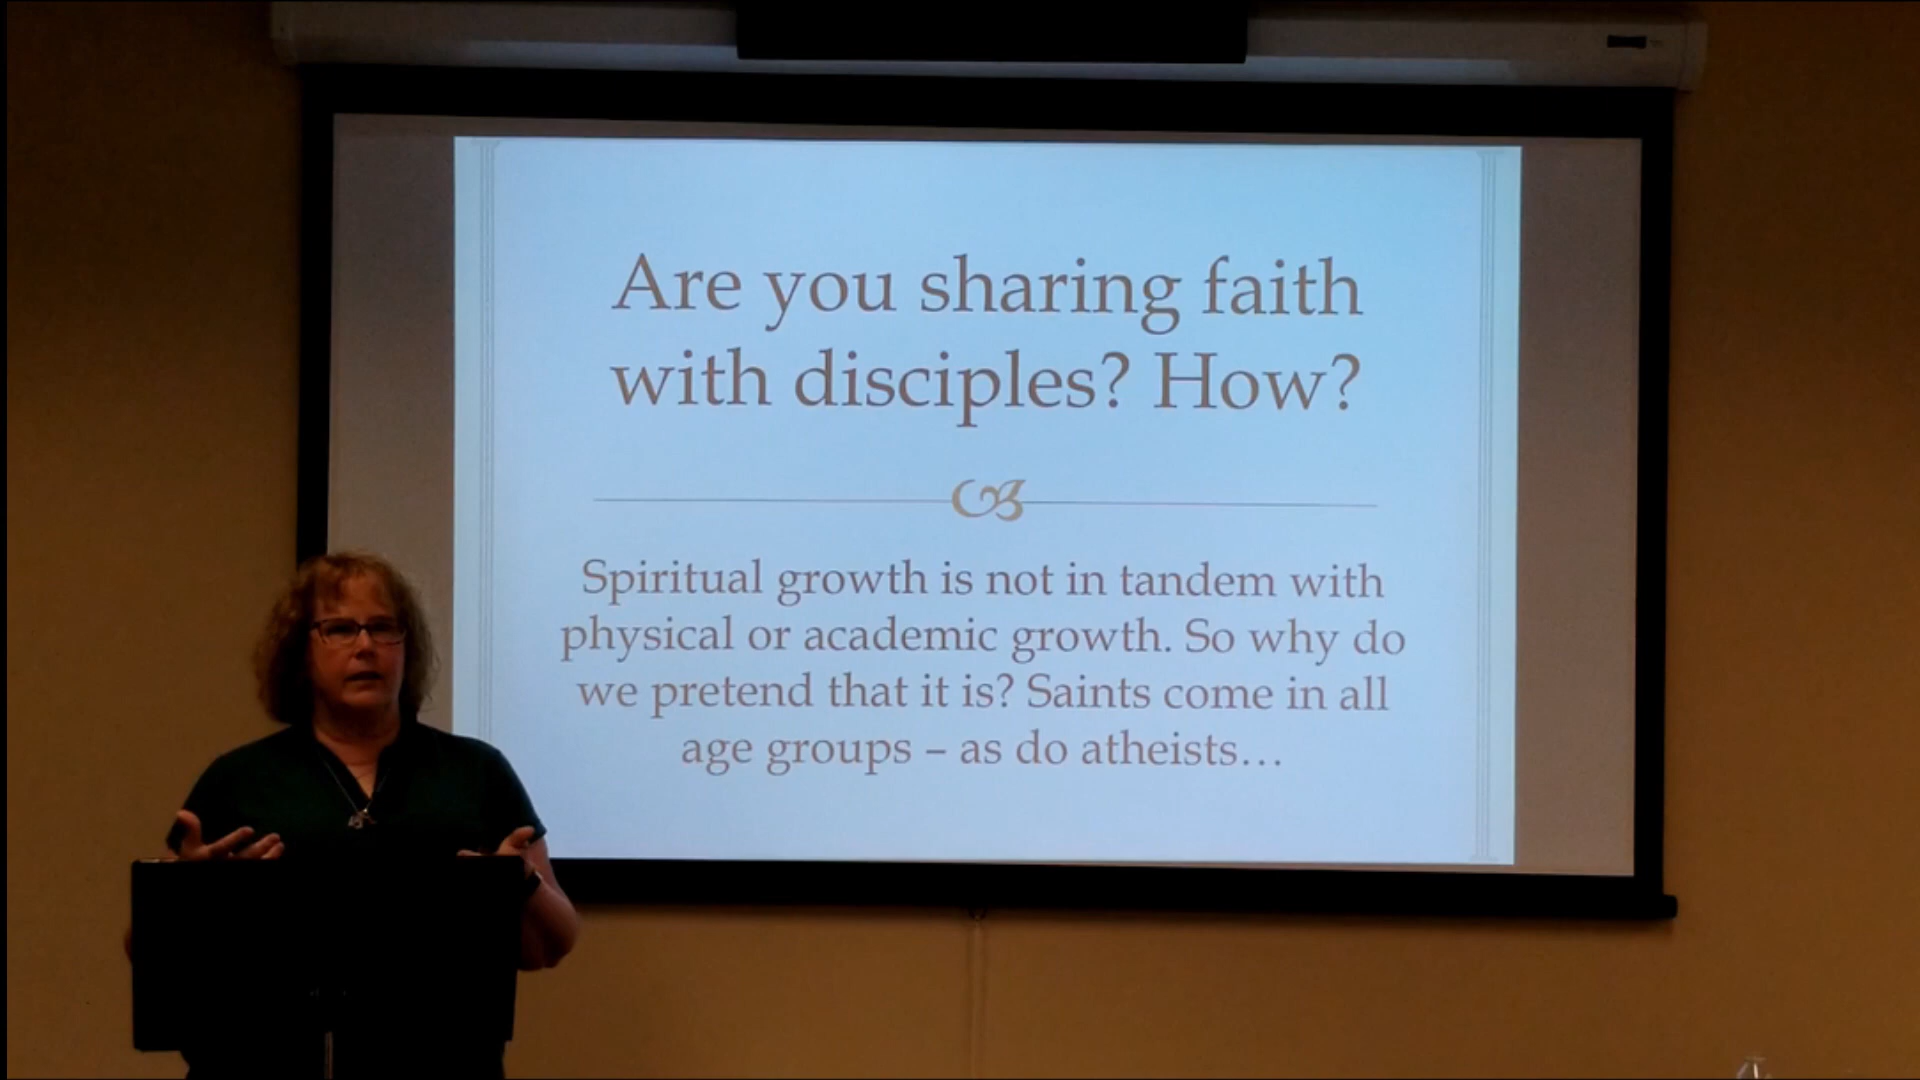 Are you sharing faith
with disciples? How?
Spiritual growth is not in tandem with
physical or academic growth. So why do
we pretend that it is? Saints come in all
age groups – as do atheists…